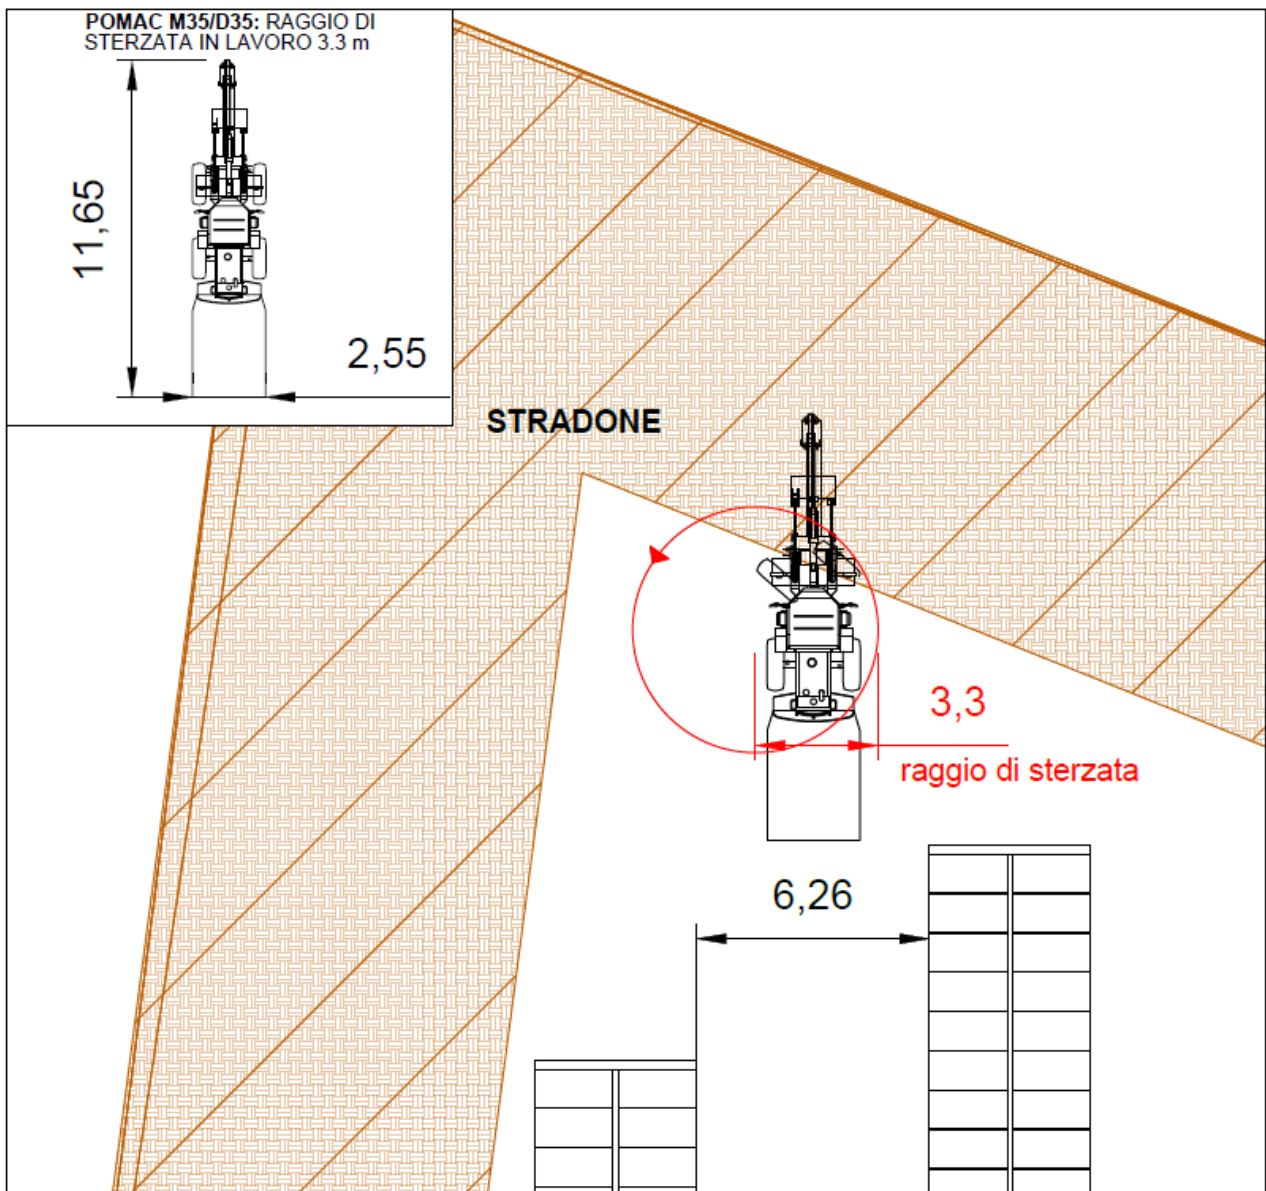 POMAC M35/D35: RAGGIO DI
STERZATA IN LAVORO 3.3 m
11,65
2,55
STRADONE
3,3
raggio di sterzata
6,26